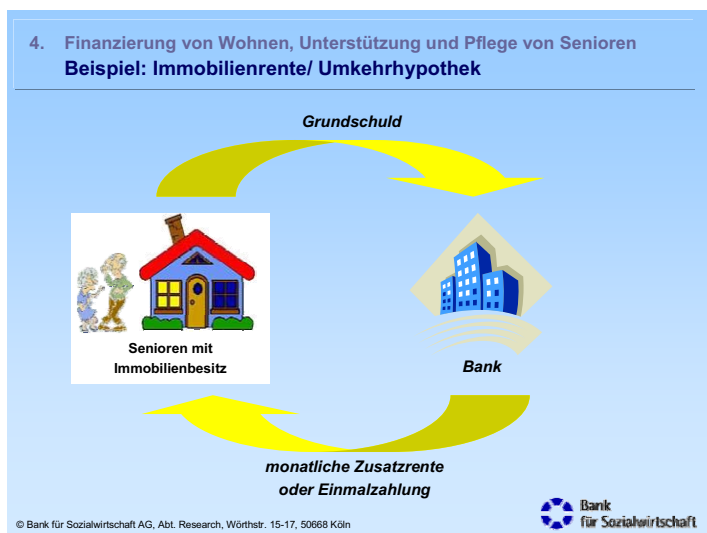 4. Finanzierung von Wohnen, Unterstützung und Pflege von Senioren
Beispiel: Immobilienrente/ Umkehrhypothek
Grundschuld
Senioren mit
Immobilienbesitz
Bank
monatliche Zusatzrente
oder Einmalzahlung
© Bank für Sozialwirtschaft AG, Abt. Research, Wörthstr. 15-17, 50668 Köln
Bank
für Sozialwirtschaft